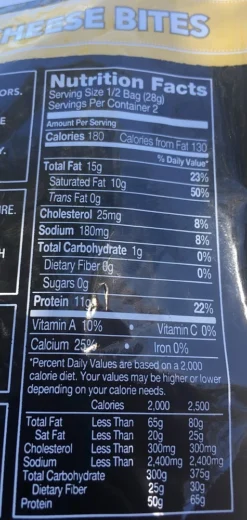 HEESE BITES
Nutrition Facts
Serving Size 1/2 Bag (28g)
Servings Per Container 2
Amount Per Serving
Calories 180 Calories from Fat 130
% Daily Value*
Total Fat 15g 23%
Saturated Fat 10g 50%
Trans Fat 0g
Cholesterol 25mg 8%
Sodium 180mg 8%
Total Carbohydrate 1g 0%
Dietary Fiber 0g 0%
Sugars 0g
Protein 11g 22%
Vitamin A 10% • Vitamin C 0%
Calcium 25% • Iron 0%
*Percent Daily Values are based on a 2,000
calorie diet. Your values may be higher or lower
depending on your calorie needs.
Calories 2,000 2,500
Total Fat Less Than 65g 80g
Sat Fat Less Than 20g 25g
Cholesterol Less Than 300mg 300mg
Sodium Less Than 2,400mg 2,400mg
Total Carbohydrate 300g 375g
Dietary Fiber 25g 30g
Protein 50g 65g
ORS.
E
Y.
IRE.
H